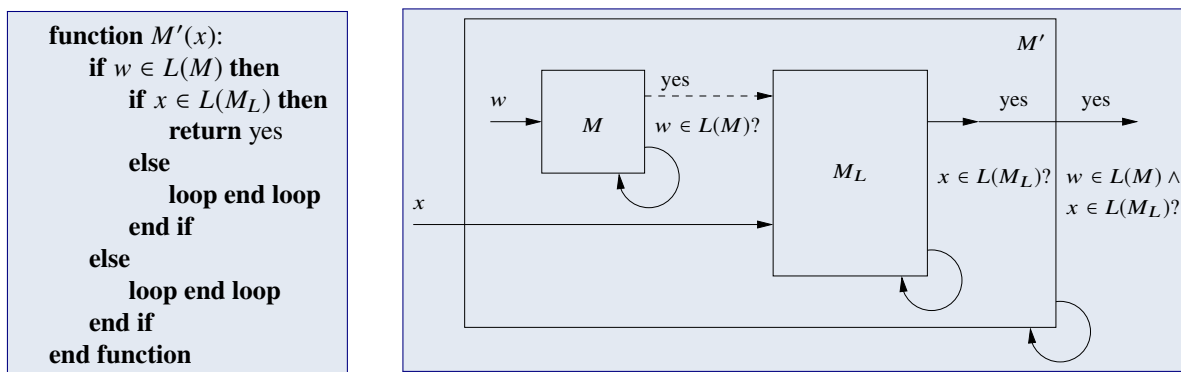 function M′(x):
if w ∈ L(M) then
if x ∈ L(M_L) then
return yes
else
loop end loop
end if
else
loop end loop
end if
end function
M′
w
M
yes
w ∈ L(M)?
x
M_L
yes
x ∈ L(M_L)?
yes
w ∈ L(M) ∧
x ∈ L(M_L)?